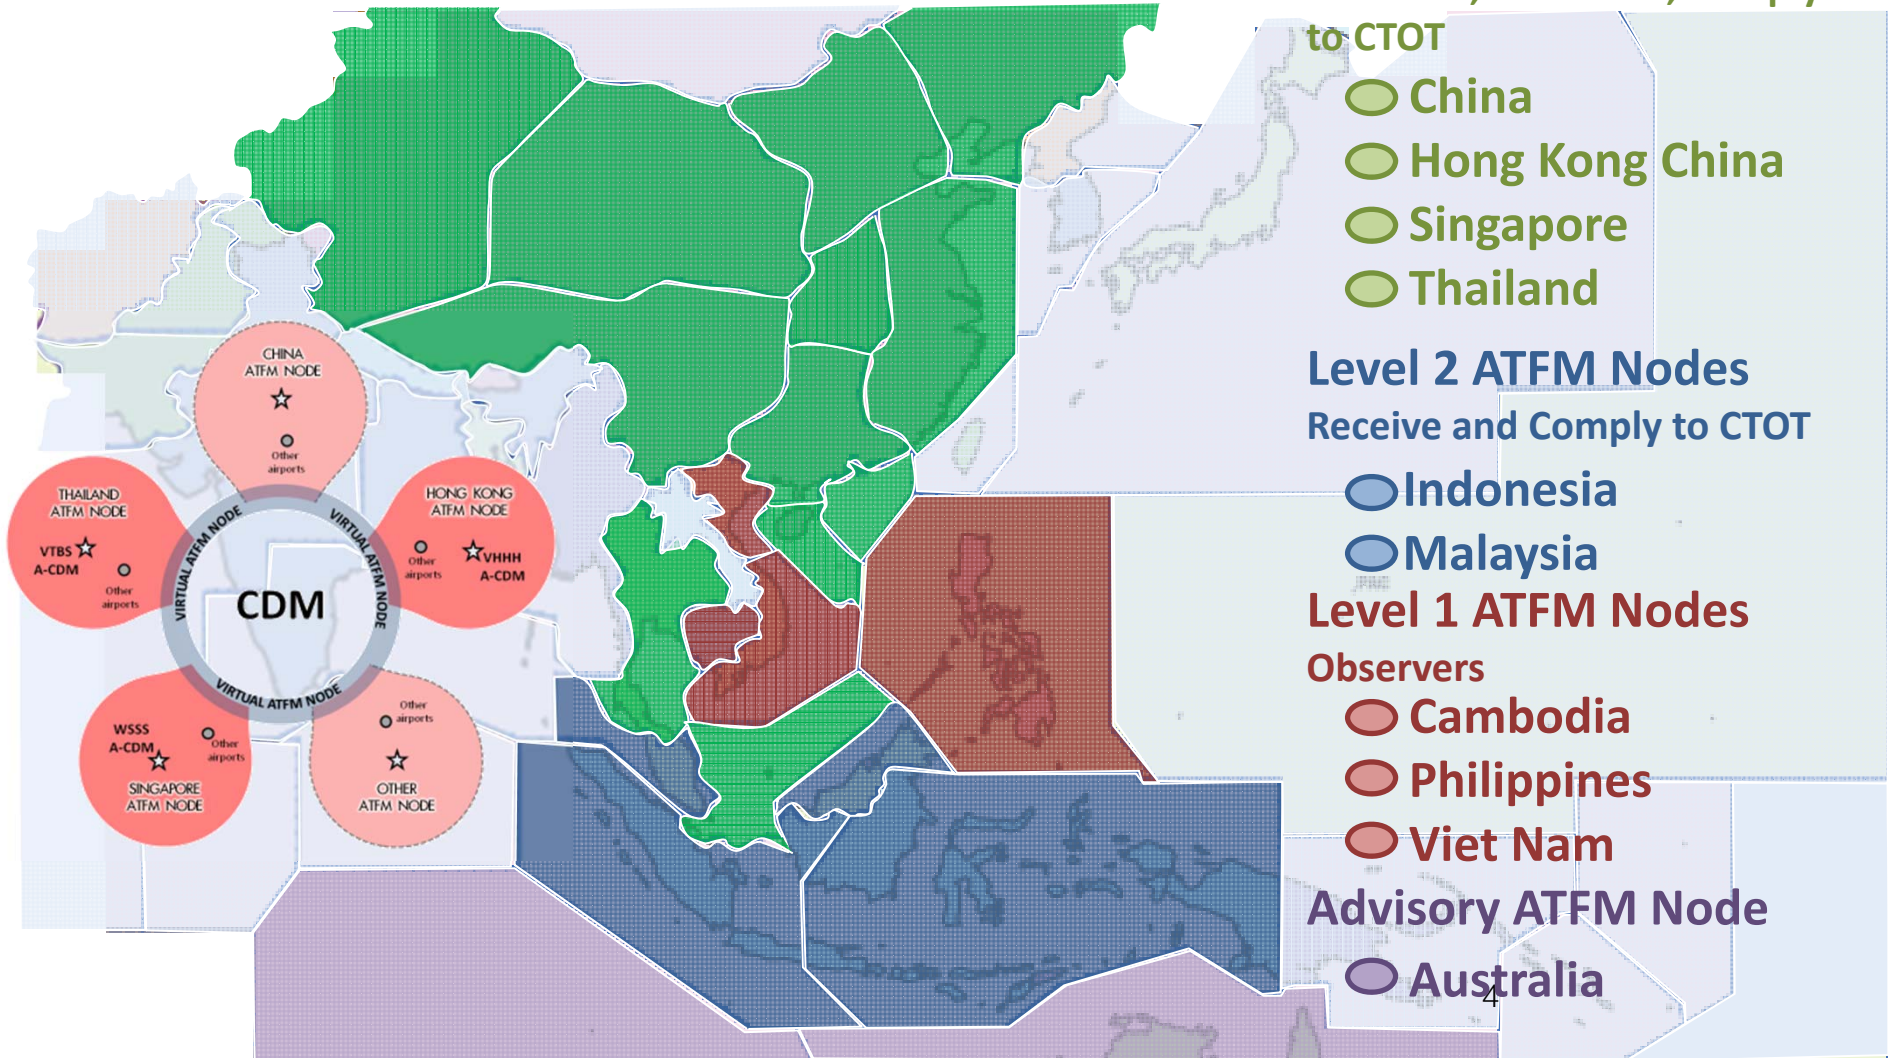 to CTOT
China
Hong Kong China
Singapore
Thailand
Level 2 ATFM Nodes
Receive and Comply to CTOT
Indonesia
Malaysia
Level 1 ATFM Nodes
Observers
Cambodia
Philippines
Viet Nam
Advisory ATFM Node
Australia
4
CHINA
ATFM NODE
Other
airports
THAILAND
ATFM NODE
VTBS
A-CDM
Other
airports
HONG KONG
ATFM NODE
Other
airports
VHHH
A-CDM
VIRTUAL ATFM NODE
VIRTUAL ATFM NODE
CDM
VIRTUAL ATFM NODE
WSSS
A-CDM
Other
airports
SINGAPORE
ATFM NODE
Other
airports
OTHER
ATFM NODE